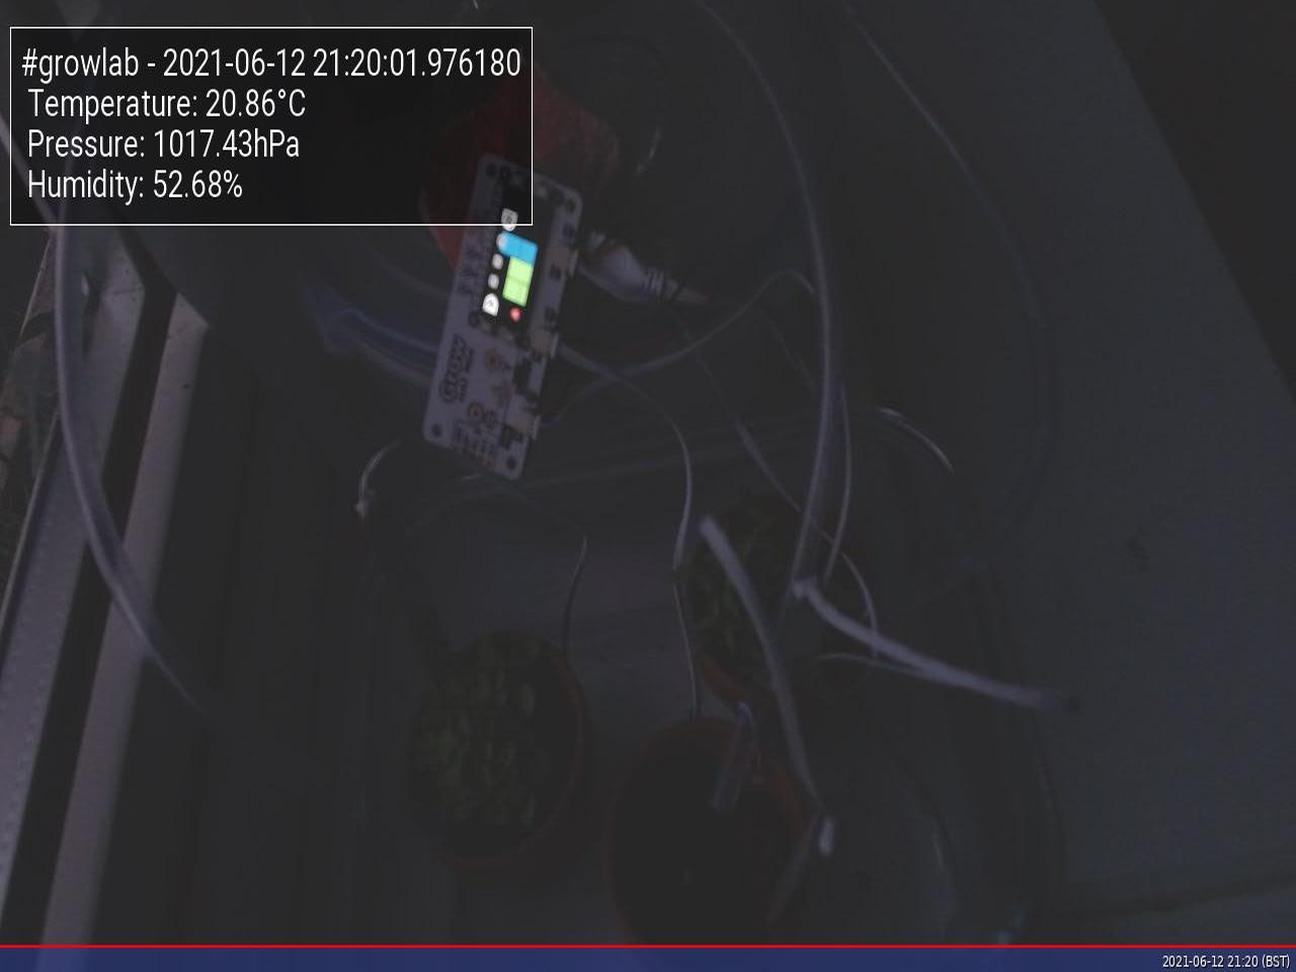 #growlab - 2021-06-12 21:20:01.976180
Temperature: 20.86°C
Pressure: 1017.43hPa
Humidity: 52.68%
GROW
2021-06-12 21:20 (BST)